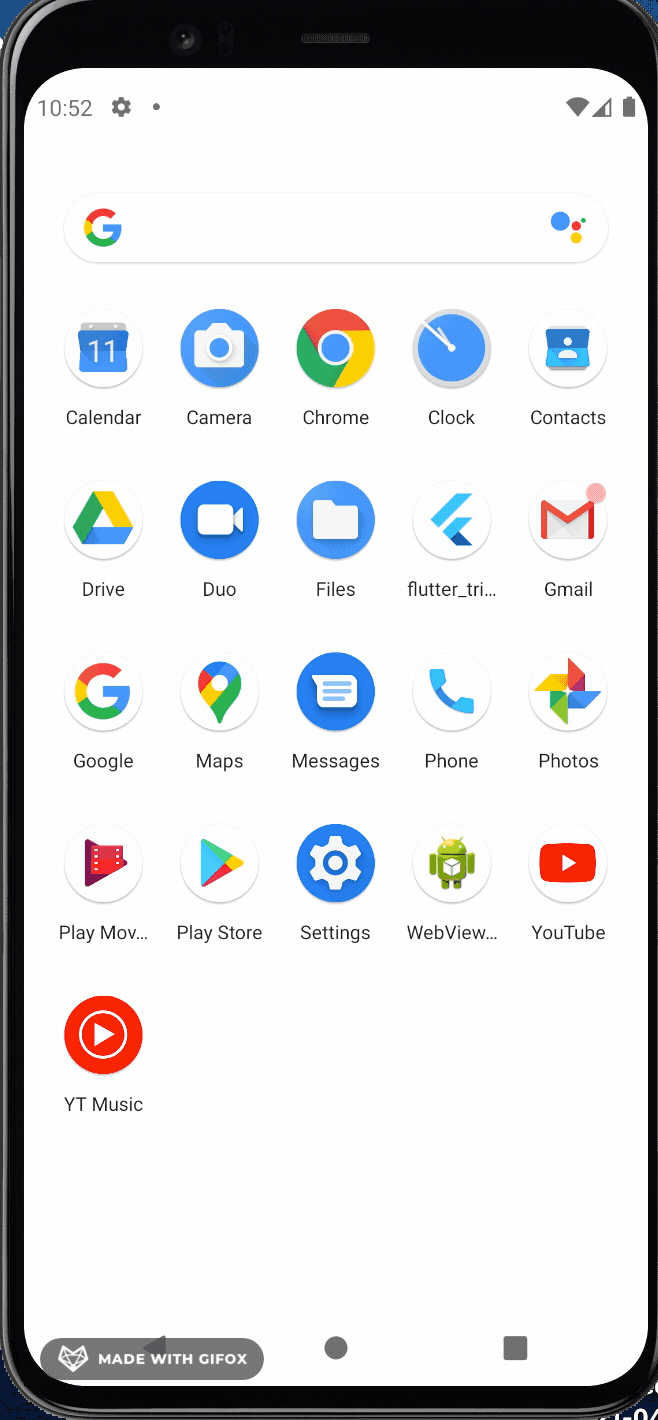 10:52
G
11
Calendar
Camera
Chrome
Clock
Contacts
Drive
Duo
Files
flutter_tri...
Gmail
G
Google
Maps
Messages
Phone
Photos
Play Mov...
Play Store
Settings
WebView...
YouTube
YT Music
MADE WITH GIFOX